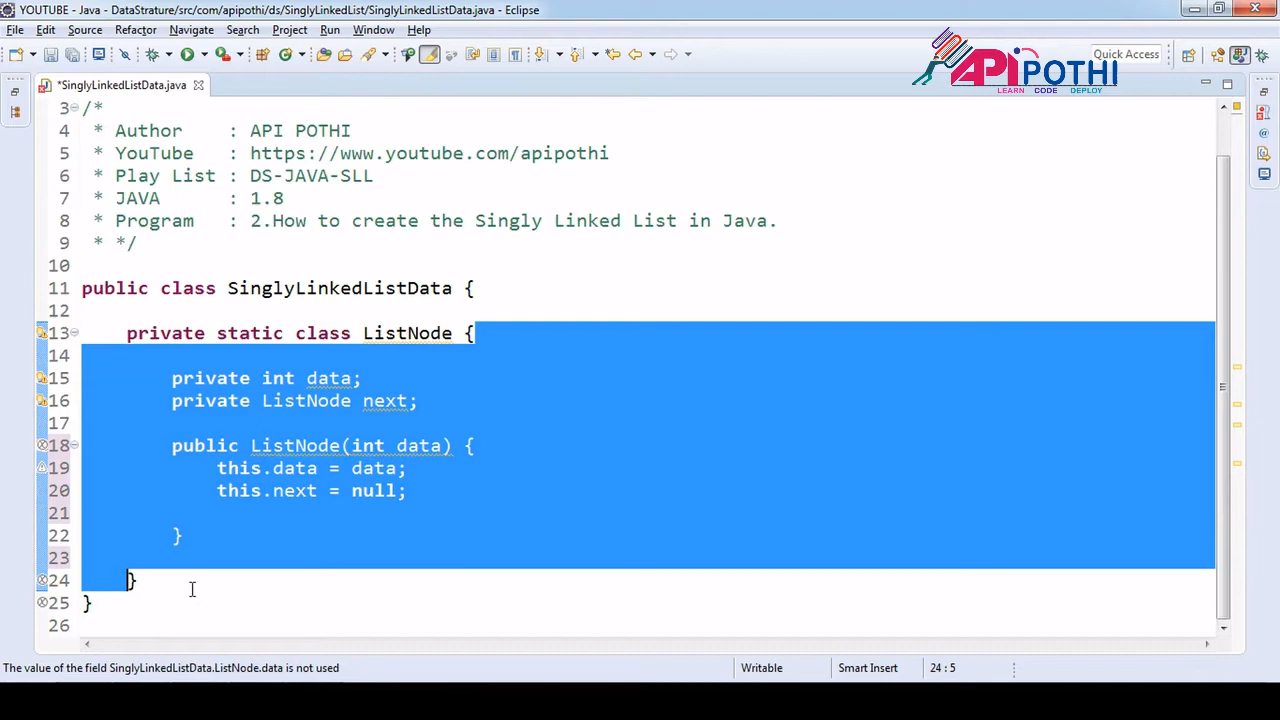 YOUTUBE - Java - DataStrature/src/com/apipothi/ds/SinglyLinkedList/SinglyLinkedListData.java - Eclipse
File Edit Source Refactor Navigate Search Project Run Window Help
Quick Access
APIPOTHI
LEARN CODE DEPLOY
*SinglyLinkedListData.java
3 /*
4 * Author : API POTHI
5 * YouTube : https://www.youtube.com/apipothi
6 * Play List : DS-JAVA-SLL
7 * JAVA : 1.8
8 * Program : 2.How to create the Singly Linked List in Java.
9 * */
10
11 public class SinglyLinkedListData {
12
13 private static class ListNode {
14
15 private int data;
16 private ListNode next;
17
18 public ListNode(int data) {
19 this.data = data;
20 this.next = null;
21
22 }
23
24 }
25 }
26
The value of the field SinglyLinkedListData.ListNode.data is not used
Writable
Smart Insert
24 : 5